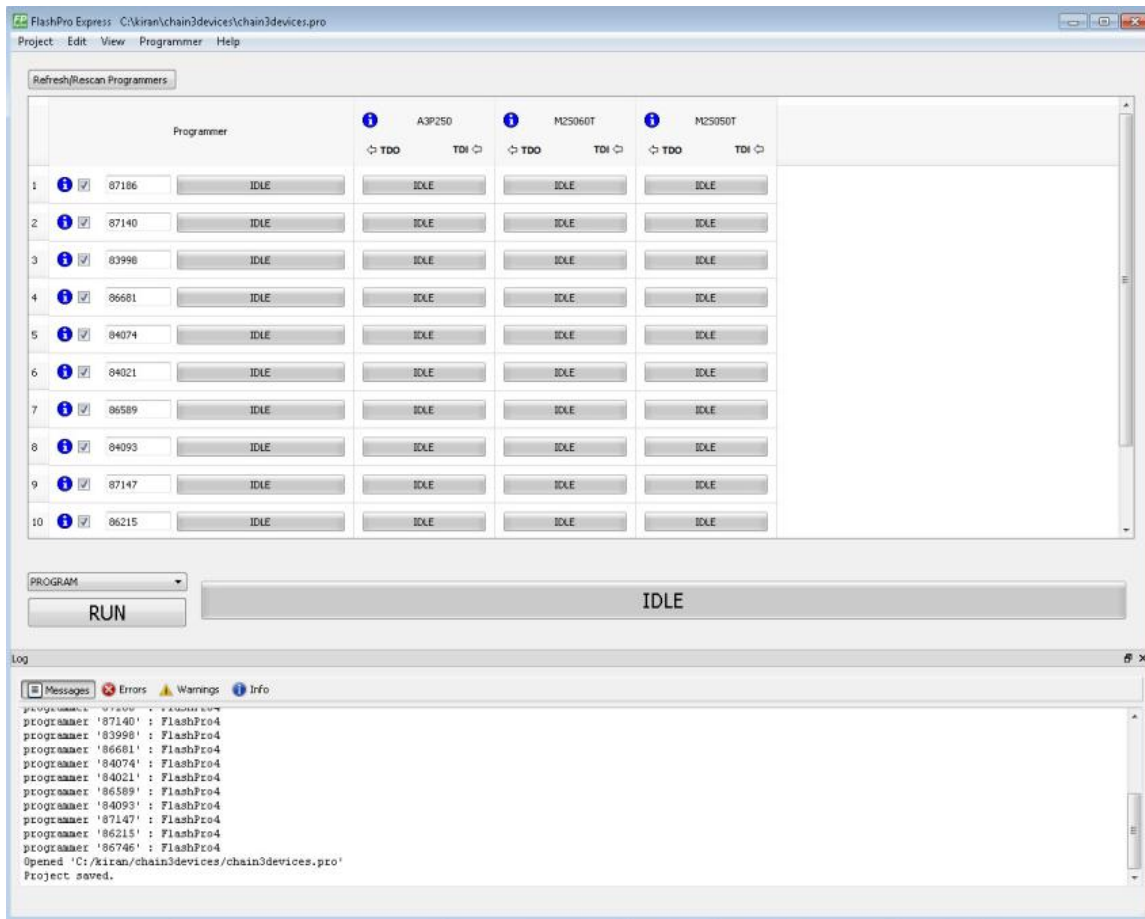 FP FlashPro Express C:\kiran\chain3devices\chain3devices.pro
Project Edit View Programmer Help
Refresh/Rescan Programmers
Programmer A3P250 M2S060T M2S050T
TDO TDI TDO TDI TDO TDI
1 87186 IDLE IDLE IDLE IDLE
2 87140 IDLE IDLE IDLE IDLE
3 83998 IDLE IDLE IDLE IDLE
4 86681 IDLE IDLE IDLE IDLE
5 84074 IDLE IDLE IDLE IDLE
6 84021 IDLE IDLE IDLE IDLE
7 86589 IDLE IDLE IDLE IDLE
8 84093 IDLE IDLE IDLE IDLE
9 87147 IDLE IDLE IDLE IDLE
10 86215 IDLE IDLE IDLE IDLE
PROGRAM
RUN IDLE
Log
Messages Errors Warnings Info
programmer : FlashPro4
programmer '87140' : FlashPro4
programmer '83998' : FlashPro4
programmer '86681' : FlashPro4
programmer '84074' : FlashPro4
programmer '84021' : FlashPro4
programmer '86589' : FlashPro4
programmer '84093' : FlashPro4
programmer '87147' : FlashPro4
programmer '86215' : FlashPro4
programmer '86746' : FlashPro4
Opened 'C:/kiran/chain3devices/chain3devices.pro'
Project saved.